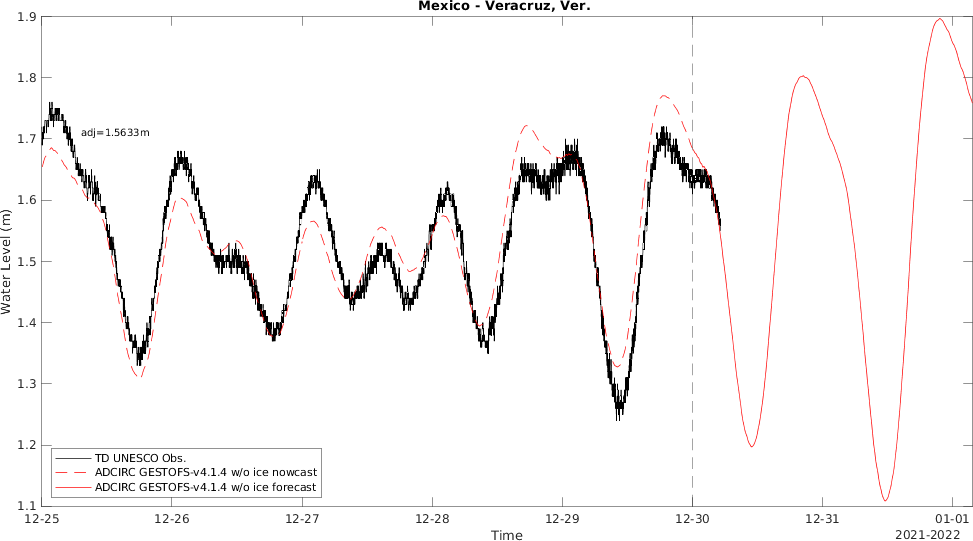 Mexico - Veracruz, Ver.
1.9
1.8
1.7
1.6
1.5
1.4
1.3
1.2
1.1
Water Level (m)
adj=1.5633m
TD UNESCO Obs.
ADCIRC GESTOFS-v4.1.4 w/o ice nowcast
ADCIRC GESTOFS-v4.1.4 w/o ice forecast
12-25 12-26 12-27 12-28 12-29 12-30 12-31 01-01
Time
2021-2022